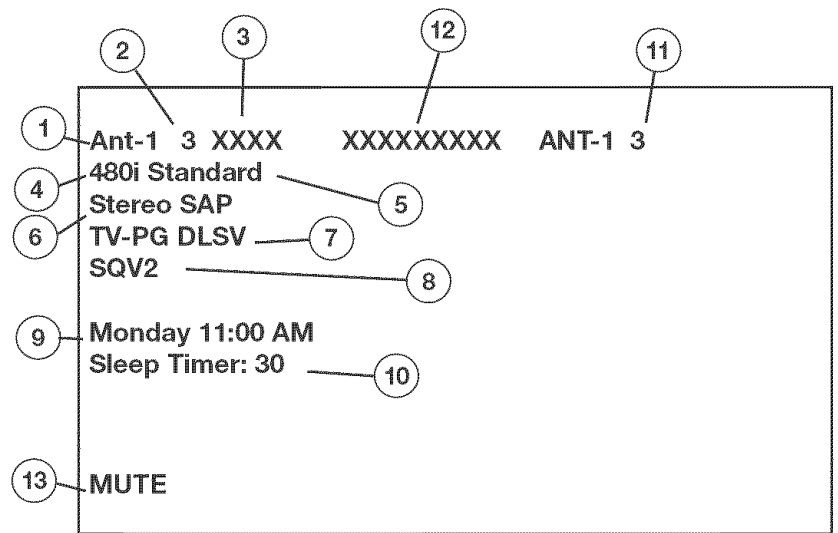 2 3 12 11
1 Ant-1 3 XXXX XXXXXXXXX ANT-1 3
4 480i Standard 5
6 Stereo SAP
TV-PG DLSV 7
SQV2 8
9 Monday 11:00 AM
Sleep Timer: 30 10
13 MUTE